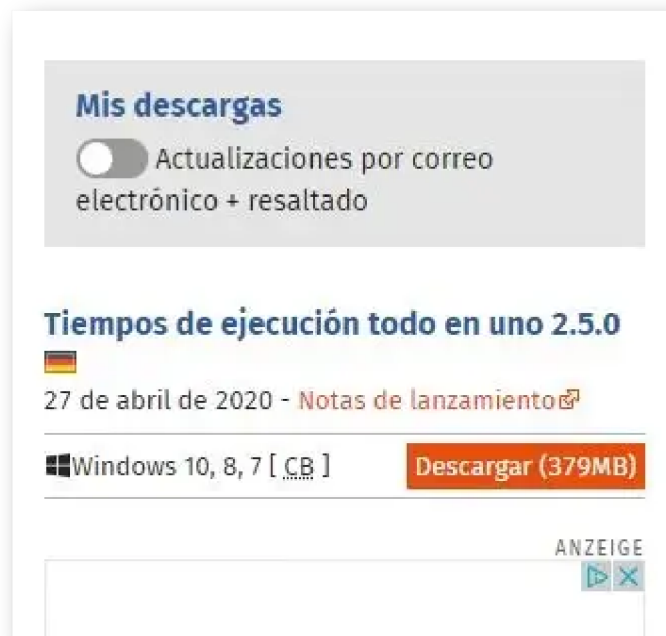 Mis descargas
Actualizaciones por correo
electrónico + resaltado
Tiempos de ejecución todo en uno 2.5.0
27 de abril de 2020 - Notas de lanzamiento
Windows 10, 8, 7 [ CB ]
Descargar (379MB)
ANZEIGE